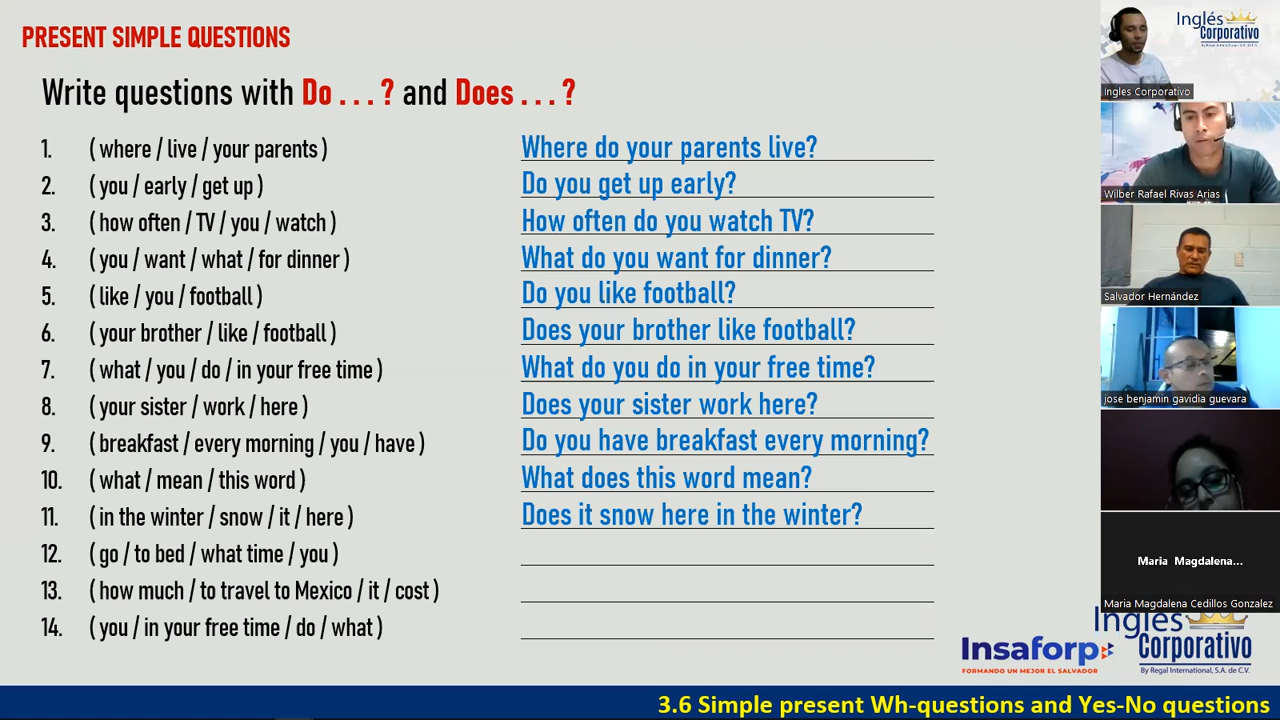 PRESENT SIMPLE QUESTIONS
Write questions with Do . . . ? and Does . . . ?
1. ( where / live / your parents ) Where do your parents live?
2. ( you / early / get up ) Do you get up early?
3. ( how often / TV / you / watch ) How often do you watch TV?
4. ( you / want / what / for dinner ) What do you want for dinner?
5. ( like / you / football ) Do you like football?
6. ( your brother / like / football ) Does your brother like football?
7. ( what / you / do / in your free time ) What do you do in your free time?
8. ( your sister / work / here ) Does your sister work here?
9. ( breakfast / every morning / you / have ) Do you have breakfast every morning?
10. ( what / mean / this word ) What does this word mean?
11. ( in the winter / snow / it / here ) Does it snow here in the winter?
12. ( go / to bed / what time / you )
13. ( how much / to travel to Mexico / it / cost )
14. ( you / in your free time / do / what )
Inglés
Corporativo
By Regal International, S.A. de C.V.
Ingles Corporativo
Wilber Rafael Rivas Arias
Salvador Hernández
jose benjamin gavidia guevara
Maria Magdalena...
Maria Magdalena Cedillos Gonzalez
Insaforp
FORMANDO UN MEJOR EL SALVADOR
Inglés
Corporativo
By Regal International, S.A. de C.V.
3.6 Simple present Wh-questions and Yes-No questions